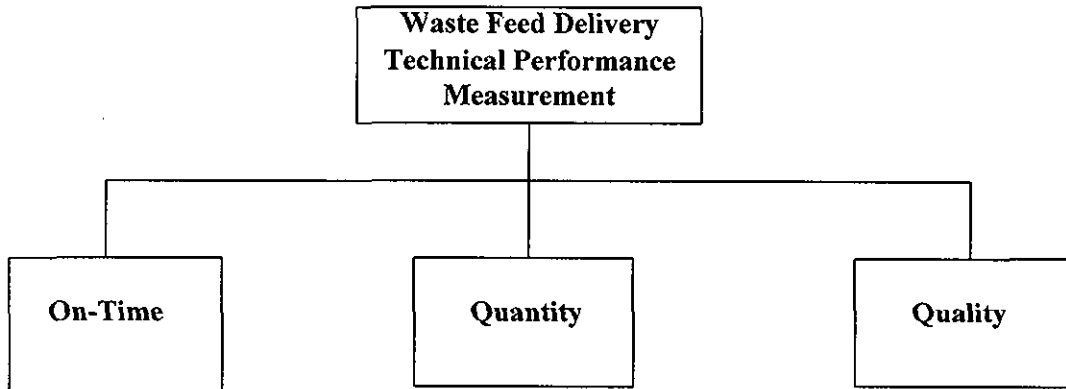 Waste Feed Delivery
Technical Performance
Measurement
On-Time
Quantity
Quality